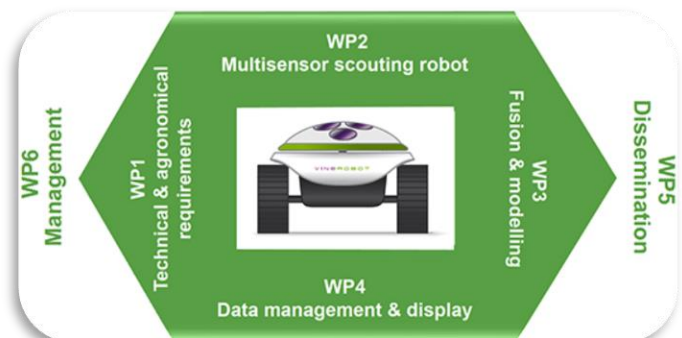 WP2
Multisensor scouting robot
WP6
Management
WP1
Technical & agronomical
requirements
VINEROBOT
WP3
Fusion & modelling
WP5
Dissemination
WP4
Data management & display